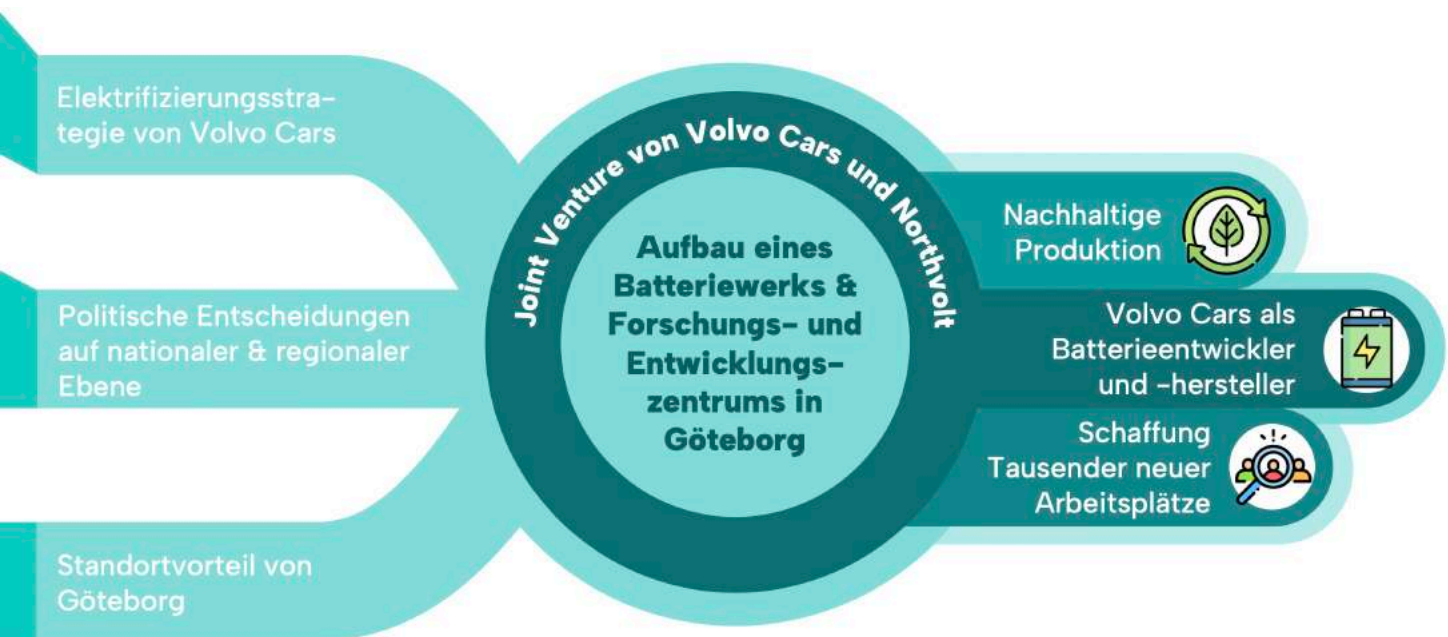 Elektrifizierungsstra-
tegie von Volvo Cars
Politische Entscheidungen
auf nationaler & regionaler
Ebene
Standortvorteil von
Göteborg
Joint Venture von Volvo Cars und Northvolt
Aufbau eines
Batteriewerks &
Forschungs- und
Entwicklungs-
zentrums in
Göteborg
Nachhaltige
Produktion
Volvo Cars als
Batterieentwickler
und -hersteller
Schaffung
Tausender neuer
Arbeitsplätze